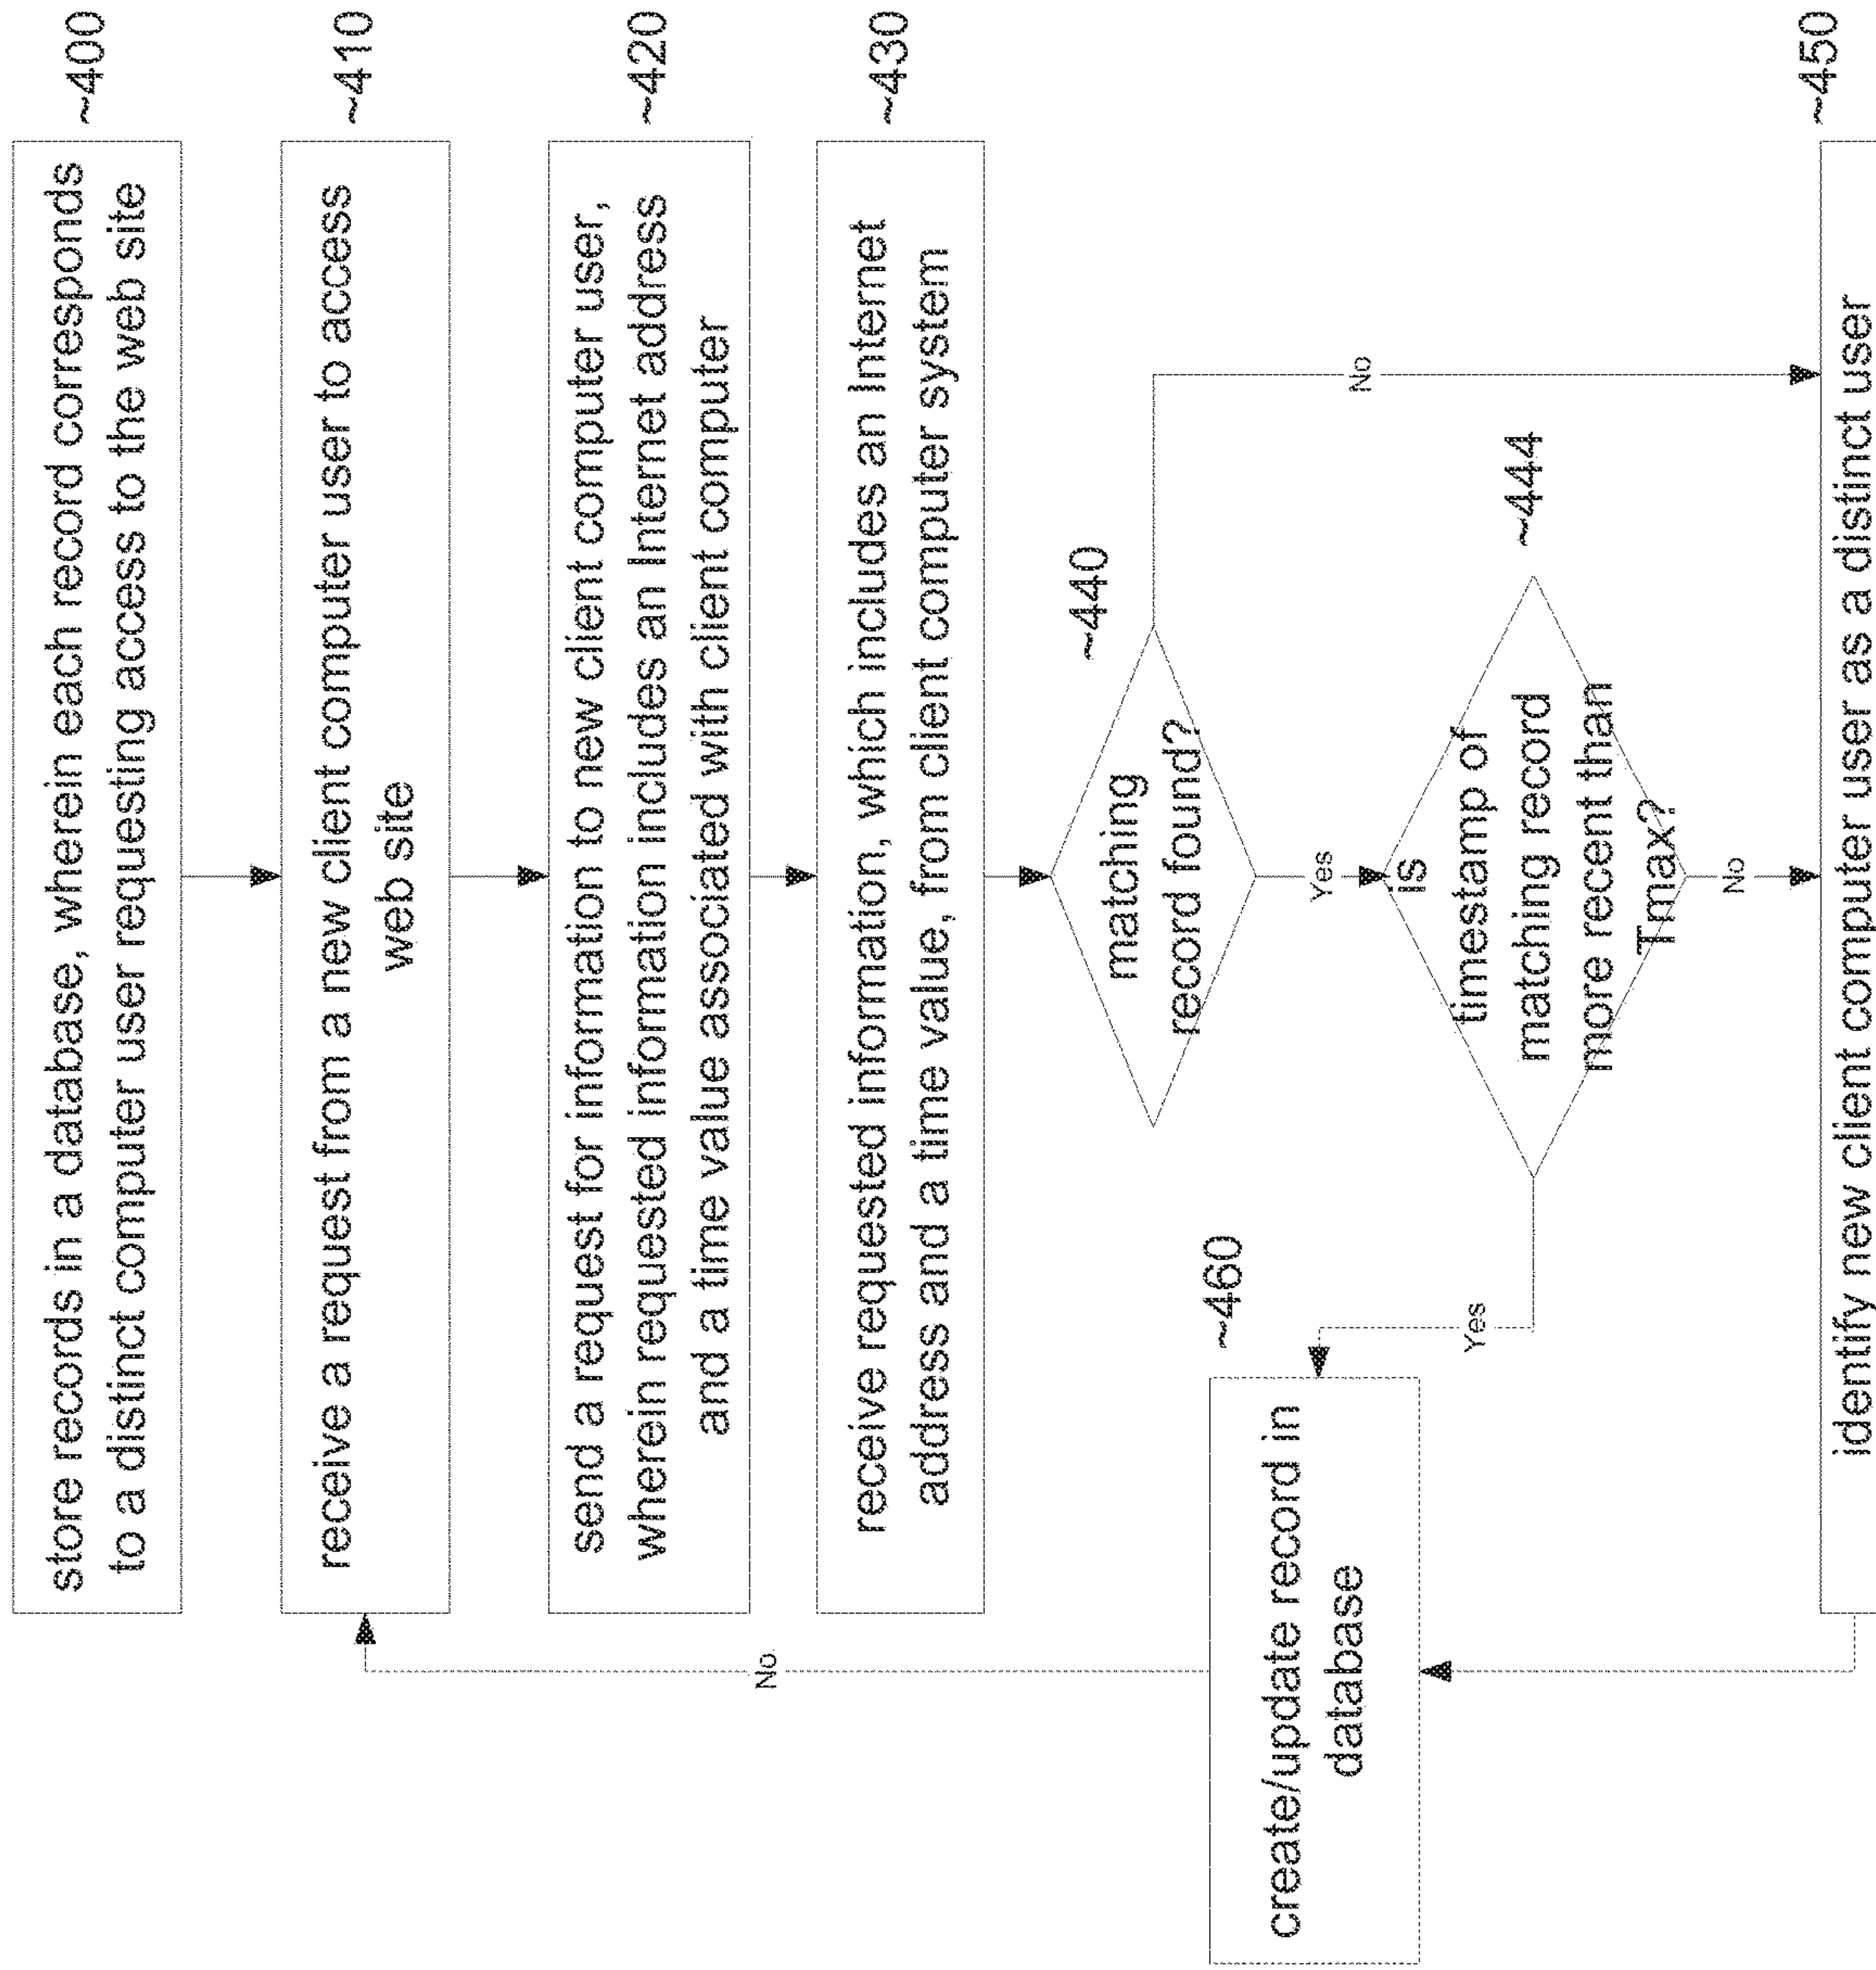 store records in a database, wherein each record corresponds
to a distinct computer user requesting access to the web site
~400
receive a request from a new client computer user to access
web site
~410
send a request for information to new client computer user,
wherein requested information includes an Internet address
and a time value associated with client computer
~420
receive requested information, which includes an Internet
address and a time value, from client computer system
~430
matching
record found?
~440
No
Yes
is
timestamp of
matching record
more recent than
Tmax?
~444
Yes
No
~460
create/update record in
database
No
identify new client computer user as a distinct user
~450